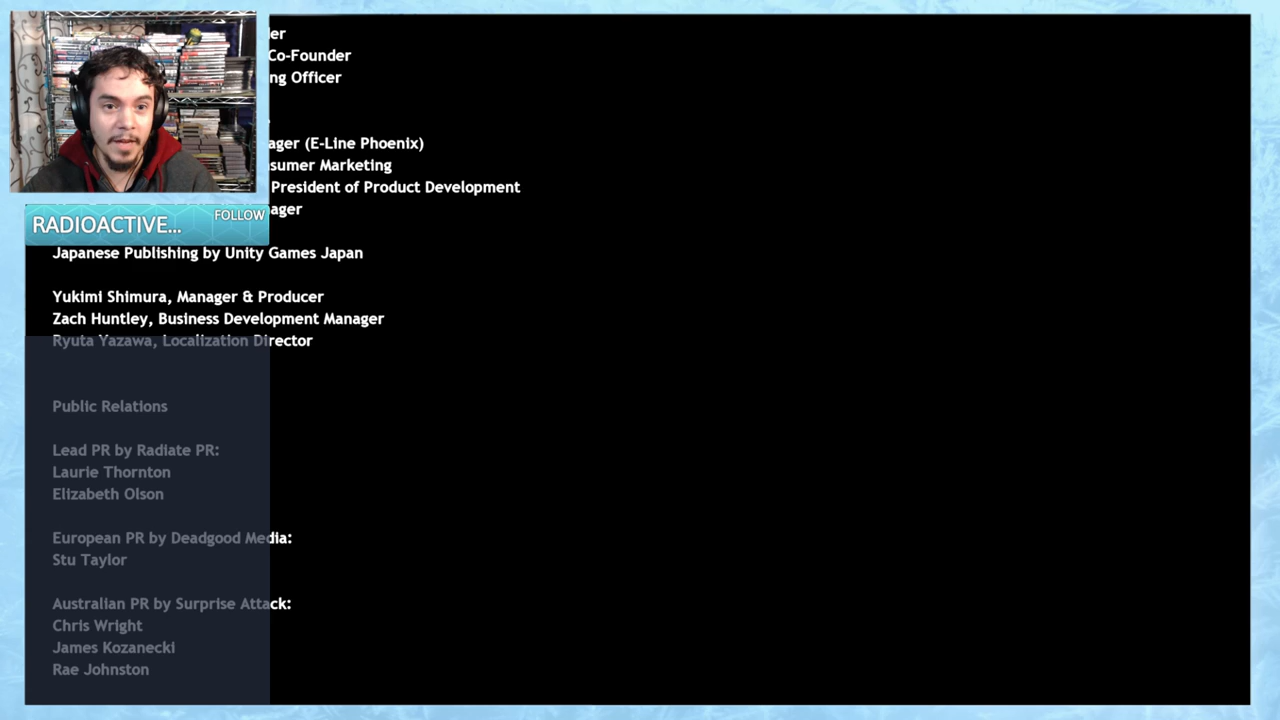 er
Co-Founder
ng Officer
ager (E-Line Phoenix)
sumer Marketing
President of Product Development
ager
FOLLOW
RADIOACTIVE...
Japanese Publishing by Unity Games Japan
Yukimi Shimura, Manager & Producer
Zach Huntley, Business Development Manager
Ryuta Yazawa, Localization Director
Public Relations
Lead PR by Radiate PR:
Laurie Thornton
Elizabeth Olson
European PR by Deadgood Media:
Stu Taylor
Australian PR by Surprise Attack:
Chris Wright
James Kozanecki
Rae Johnston